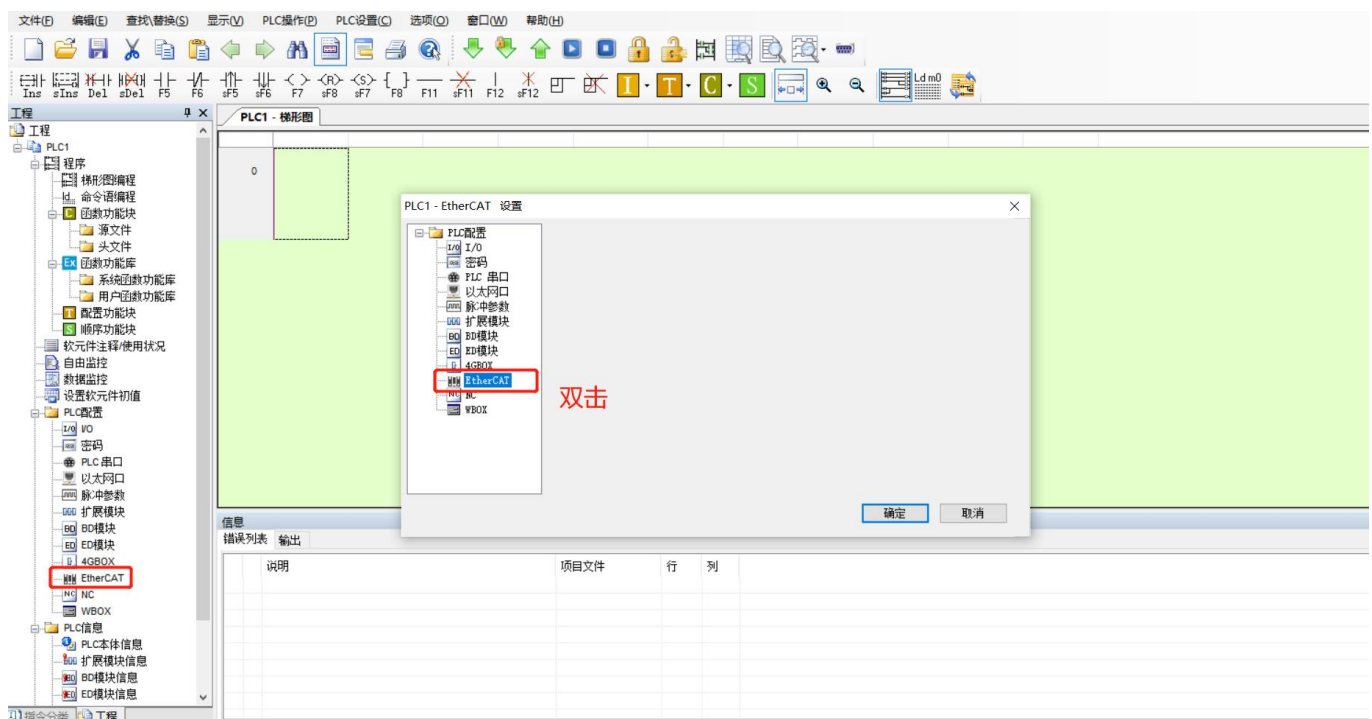 文件(F) 编辑(E) 查找\替换(S) 显示(V) PLC操作(P) PLC设置(C) 选项(O) 窗口(W) 帮助(H)
Ins sIns Del sDel F5 F6 sF5 sF6 F7 sF8 sF7 F8 F11 sF11 F12 sF12 I T C S Ld m0
工程
PLC1 - 梯形图
工程
PLC1
程序
梯形图编程
命令语编程
函数功能块
源文件
头文件
函数功能库
系统函数功能库
用户函数功能库
配置功能块
顺序功能块
软元件注释/使用状况
自由监控
数据监控
设置软元件初值
PLC配置
I/O
密码
PLC 串口
以太网口
脉冲参数
扩展模块
BD模块
ED模块
4GBOX
EtherCAT
NC
WBOX
PLC信息
PLC本体信息
扩展模块信息
BD模块信息
ED模块信息
指令分类 工程
0
PLC1 - EtherCAT 设置
PLC配置
I/O
密码
PLC 串口
以太网口
脉冲参数
扩展模块
BD模块
ED模块
4GBOX
EtherCAT
NC
WBOX
双击
确定 取消
信息
错误列表 输出
说明 项目文件 行 列